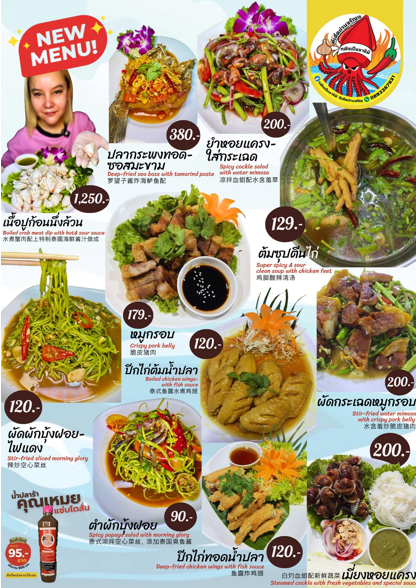 NEW
MENU!
380.-
ปลากระพงทอด-
ซอสมะขาม
Deep-fried sea bass with tamarind paste
罗望子酱炸海鲈鱼配
200.-
ยำหอยแครง-
ใส่กระเฉด
Spicy cockle salad
with water mimosa
凉拌血蚶配水含羞草
1,250.-
เนื้อปูก้อนนึ่งล้วน
Boiled crab meat dip with hot& sour sauce
水煮蟹肉配上特制泰國海鮮酱汁做成
129.-
ต้มซุปตีนไก่
Super spicy & sour
clean soup with chicken feet
鸡脚酸辣清汤
179.-
หมูกรอบ
Crispy pork belly
脆皮猪肉
120.-
ปีกไก่ต้มน้ำปลา
Boiled chicken wings-
with fish sauce
泰式鱼露水煮鸡翅
200.-
ผัดกระเฉดหมูกรอบ
Stir-fried water mimosa
with crispy pork belly
水含羞炒脆皮猪肉
120.-
ผัดผักบุ้งฝอย-
ไฟแดง
Stir-fried sliced morning glory
辣炒空心菜丝
90.-
ตำผักบุ้งฝอย
Spicy papaya salad with morning glory
泰式凉拌空心菜丝, 添加泰国臭鱼酱
น้ำปลาร้า
คุณเหมย
แซ่บไดล้น
95.-
120.-
ปีกไก่ทอดน้ำปลา
Deep-fried chicken wings with fish sauce
鱼露炸鸡翅
200.-
白灼血蚶配新鲜蔬菜 เมี่ยงหอยแครง
Steamed cockle with fresh vegetables and special sauce